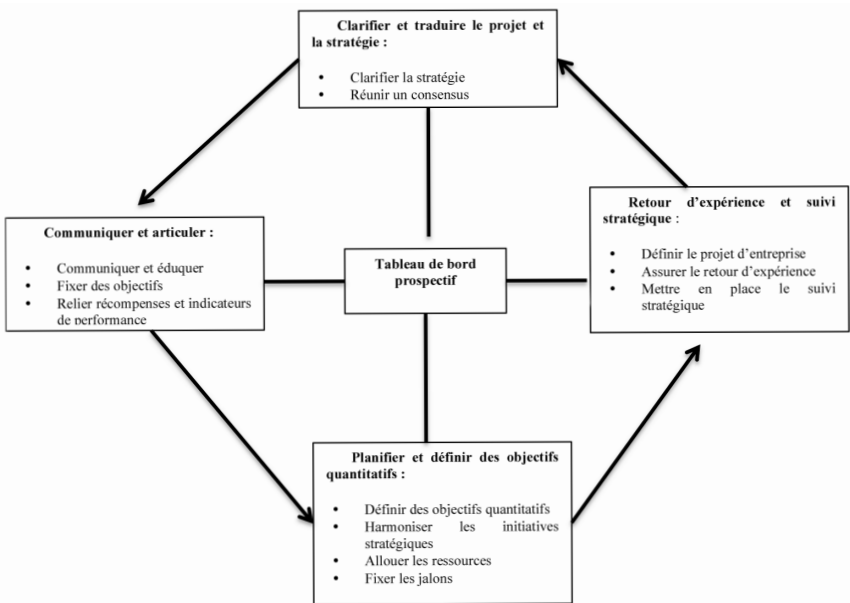 Clarifier et traduire le projet et
la stratégie :
• Clarifier la stratégie
• Réunir un consensus
Communiquer et articuler :
• Communiquer et éduquer
• Fixer des objectifs
• Relier récompenses et indicateurs
de performance
Tableau de bord
prospectif
Retour d’expérience et suivi
stratégique :
• Définir le projet d’entreprise
• Assurer le retour d’expérience
• Mettre en place le suivi
stratégique
Planifier et définir des objectifs
quantitatifs :
• Définir des objectifs quantitatifs
• Harmoniser les initiatives
stratégiques
• Allouer les ressources
• Fixer les jalons